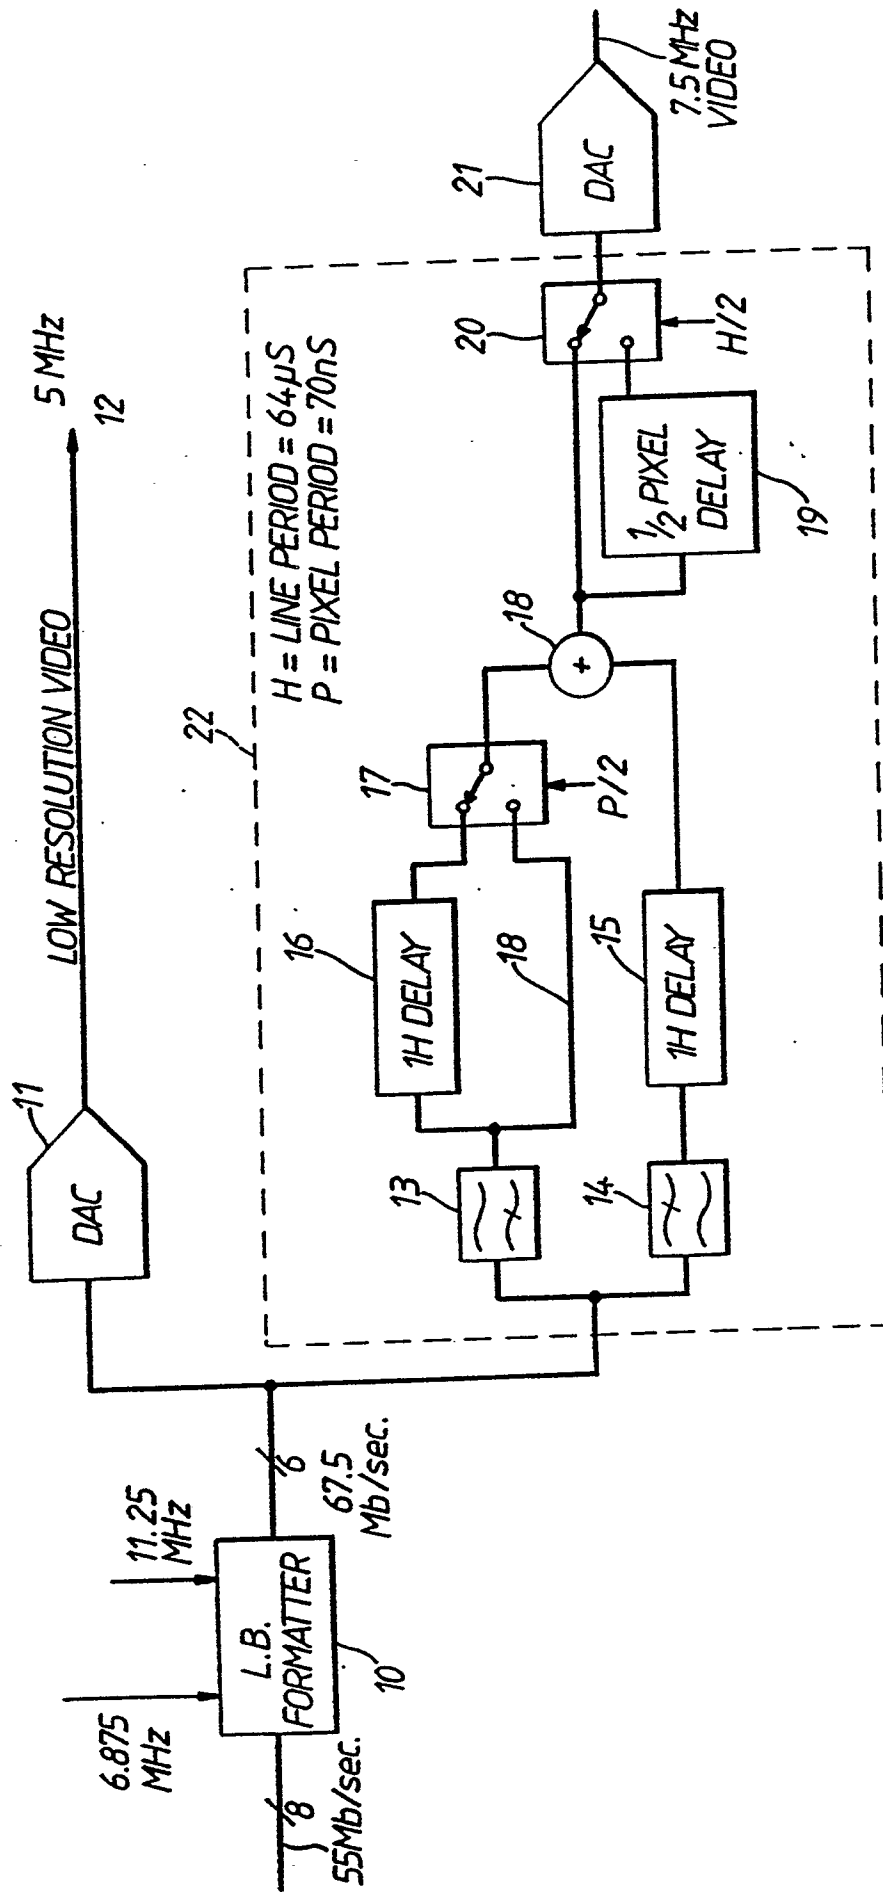 55Mb/sec.
8
6.875
MHz
11.25
MHz
L.B.
FORMATTER
10
6
67.5
Mb/sec.
DAC
11
LOW RESOLUTION VIDEO
5 MHz
12
22
H = LINE PERIOD = 64µS
P = PIXEL PERIOD = 70nS
13
14
16
1H DELAY
18
15
1H DELAY
17
P/2
18
+
1/2 PIXEL
DELAY
19
20
H/2
21
DAC
7.5 MHz
VIDEO